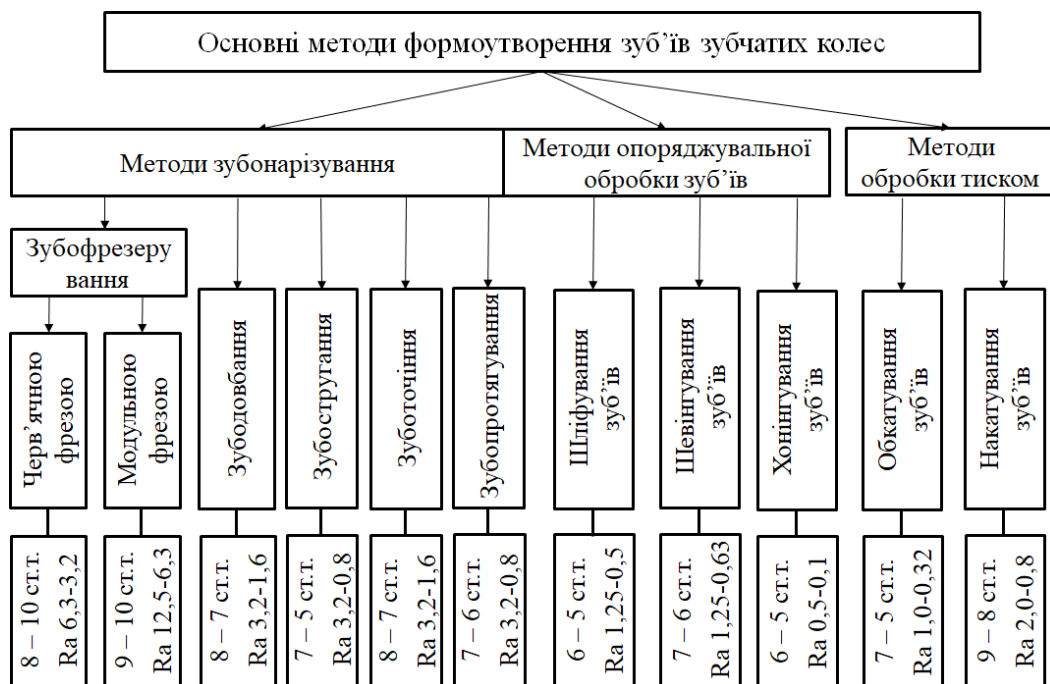 Основні методи формоутворення зуб’їв зубчатих колес
Методи зубонарізування
Методи опоряджувальної
обробки зуб’їв
Методи
обробки тиском
Зубофрезеру
вання
Черв’ячною
фрезою
Модульною
фрезою
Зубодовбання
Зубостругання
Зуботочіння
Зубопротягування
Шліфування
зуб’їв
Шевінгування
зуб’їв
Хонінгування
зуб’їв
Обкатування
зуб’їв
Накатування
зуб’їв
8 – 10 ст.т.
Ra 6,3-3,2
9 – 10 ст.т.
Ra 12,5-6,3
8 – 7 ст.т.
Ra 3,2-1,6
7 – 5 ст.т.
Ra 3,2-0,8
8 – 7 ст.т.
Ra 3,2-1,6
7 – 6 ст.т.
Ra 3,2-0,8
6 – 5 ст.т.
Ra 1,25-0,5
7 – 6 ст.т.
Ra 1,25-0,63
6 – 5 ст.т.
Ra 0,5-0,1
7 – 5 ст.т.
Ra 1,0-0,32
9 – 8 ст.т.
Ra 2,0-0,8